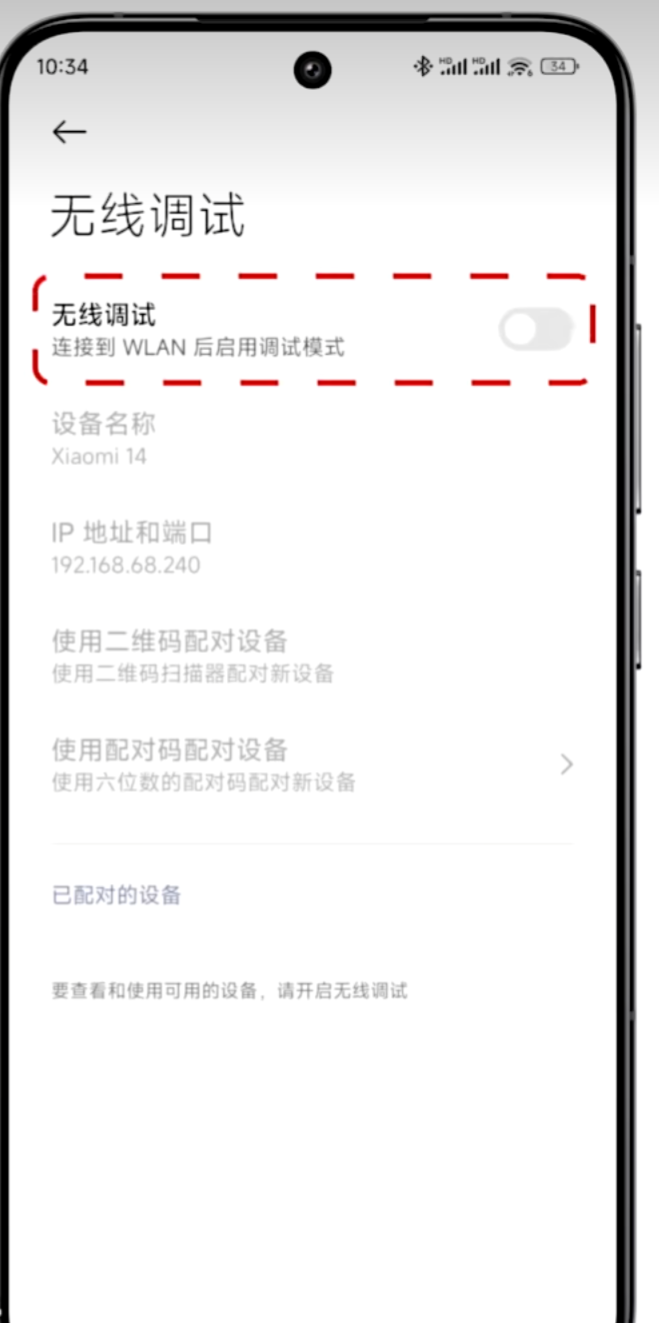 10:34
HD HD 6 34
无线调试
无线调试
连接到 WLAN 后启用调试模式
设备名称
Xiaomi 14
IP 地址和端口
192.168.68.240
使用二维码配对设备
使用二维码扫描器配对新设备
使用配对码配对设备
使用六位数的配对码配对新设备
已配对的设备
要查看和使用可用的设备，请开启无线调试